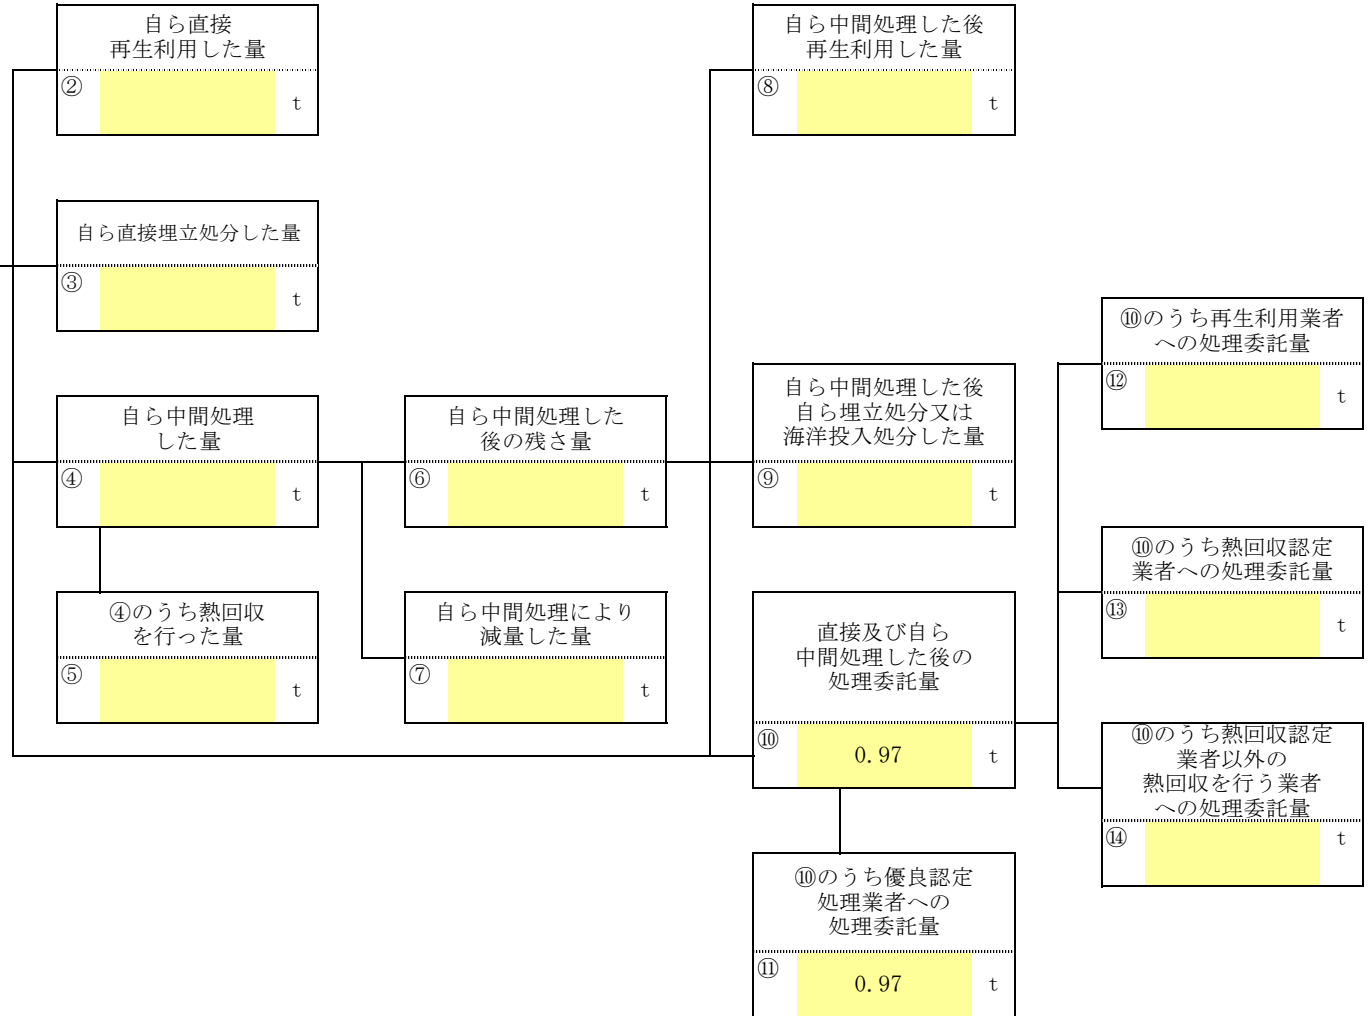 自ら直接
再生利用した量
②
t
自ら中間処理した後
再生利用した量
⑧
t
自ら直接埋立処分した量
③
t
⑩のうち再生利用業者
への処理委託量
⑫
t
自ら中間処理
した量
④
t
自ら中間処理した
後の残さ量
⑥
t
自ら中間処理した後
自ら埋立処分又は
海洋投入処分した量
⑨
t
⑩のうち熱回収認定
業者への処理委託量
⑬
t
④のうち熱回収
を行った量
⑤
t
自ら中間処理により
減量した量
⑦
t
直接及び自ら
中間処理した後の
処理委託量
⑩
0.97
t
⑩のうち熱回収認定
業者以外の
熱回収を行う業者
への処理委託量
⑭
t
⑩のうち優良認定
処理業者への
処理委託量
⑪
0.97
t